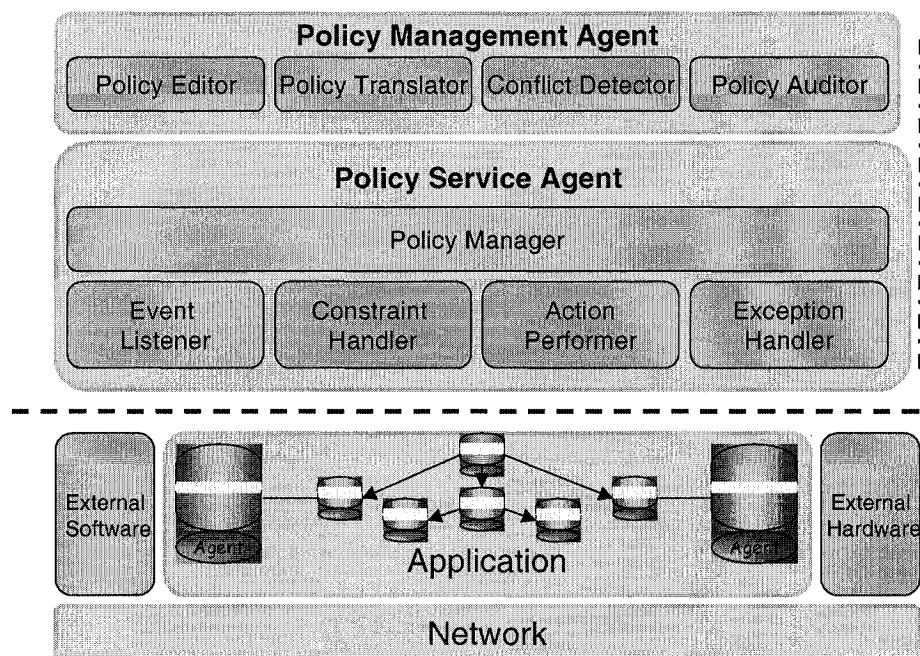 Policy Management Agent
Policy Editor
Policy Translator
Conflict Detector
Policy Auditor
Policy Service Agent
Policy Manager
Event
Listener
Constraint
Handler
Action
Performer
Exception
Handler
External
Software
Agent
Application
Agent
External
Hardware
Network